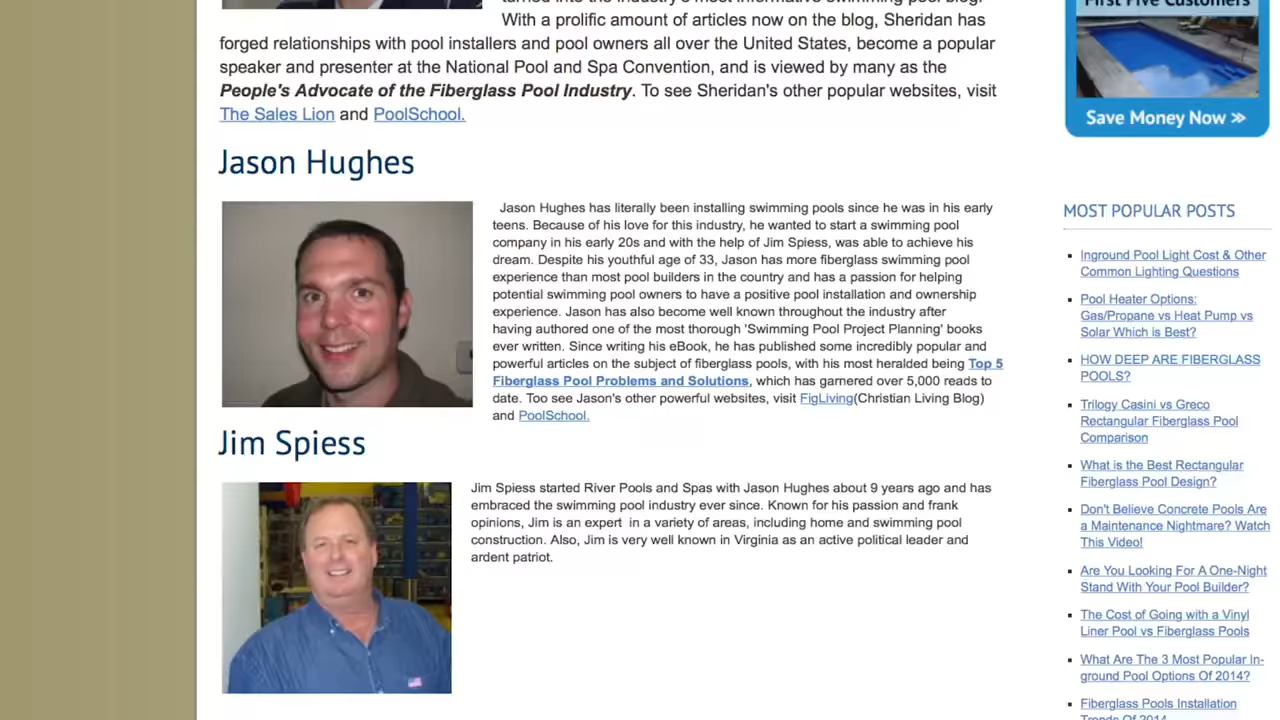 turned into the industry's most informative swimming pool blog.
With a prolific amount of articles now on the blog, Sheridan has
forged relationships with pool installers and pool owners all over the United States, become a popular
speaker and presenter at the National Pool and Spa Convention, and is viewed by many as the
People's Advocate of the Fiberglass Pool Industry. To see Sheridan's other popular websites, visit
The Sales Lion and PoolSchool.
Jason Hughes
Jason Hughes has literally been installing swimming pools since he was in his early
teens. Because of his love for this industry, he wanted to start a swimming pool
company in his early 20s and with the help of Jim Spiess, was able to achieve his
dream. Despite his youthful age of 33, Jason has more fiberglass swimming pool
experience than most pool builders in the country and has a passion for helping
potential swimming pool owners to have a positive pool installation and ownership
experience. Jason has also become well known throughout the industry after
having authored one of the most thorough 'Swimming Pool Project Planning' books
ever written. Since writing his eBook, he has published some incredibly popular and
powerful articles on the subject of fiberglass pools, with his most heralded being Top 5
Fiberglass Pool Problems and Solutions, which has garnered over 5,000 reads to
date. Too see Jason's other powerful websites, visit FigLiving(Christian Living Blog)
and PoolSchool.
Jim Spiess
Jim Spiess started River Pools and Spas with Jason Hughes about 9 years ago and has
embraced the swimming pool industry ever since. Known for his passion and frank
opinions, Jim is an expert in a variety of areas, including home and swimming pool
construction. Also, Jim is very well known in Virginia as an active political leader and
ardent patriot.
First Five Customers
Save Money Now >>
MOST POPULAR POSTS
Inground Pool Light Cost & Other
Common Lighting Questions
Pool Heater Options:
Gas/Propane vs Heat Pump vs
Solar Which is Best?
HOW DEEP ARE FIBERGLASS
POOLS?
Trilogy Casini vs Greco
Rectangular Fiberglass Pool
Comparison
What is the Best Rectangular
Fiberglass Pool Design?
Don't Believe Concrete Pools Are
a Maintenance Nightmare? Watch
This Video!
Are You Looking For A One-Night
Stand With Your Pool Builder?
The Cost of Going with a Vinyl
Liner Pool vs Fiberglass Pools
What Are The 3 Most Popular In-
ground Pool Options Of 2014?
Fiberglass Pools Installation
Trends Of 2014